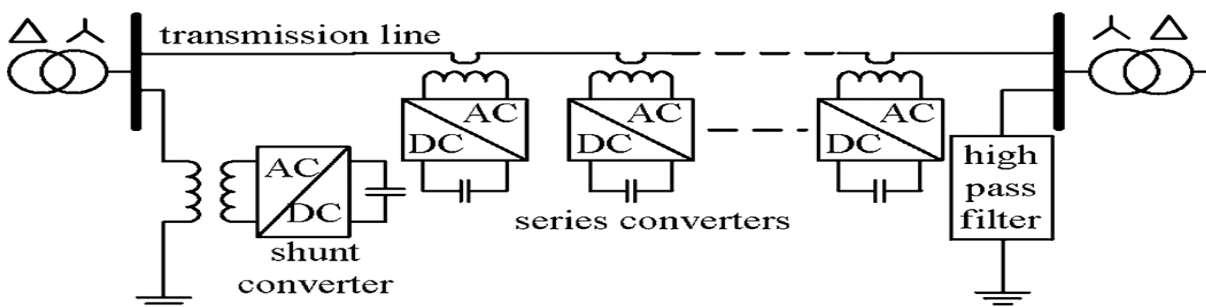 transmission line
AC
DC
AC
DC
AC
DC
AC
DC
shunt
converter
series converters
high
pass
filter